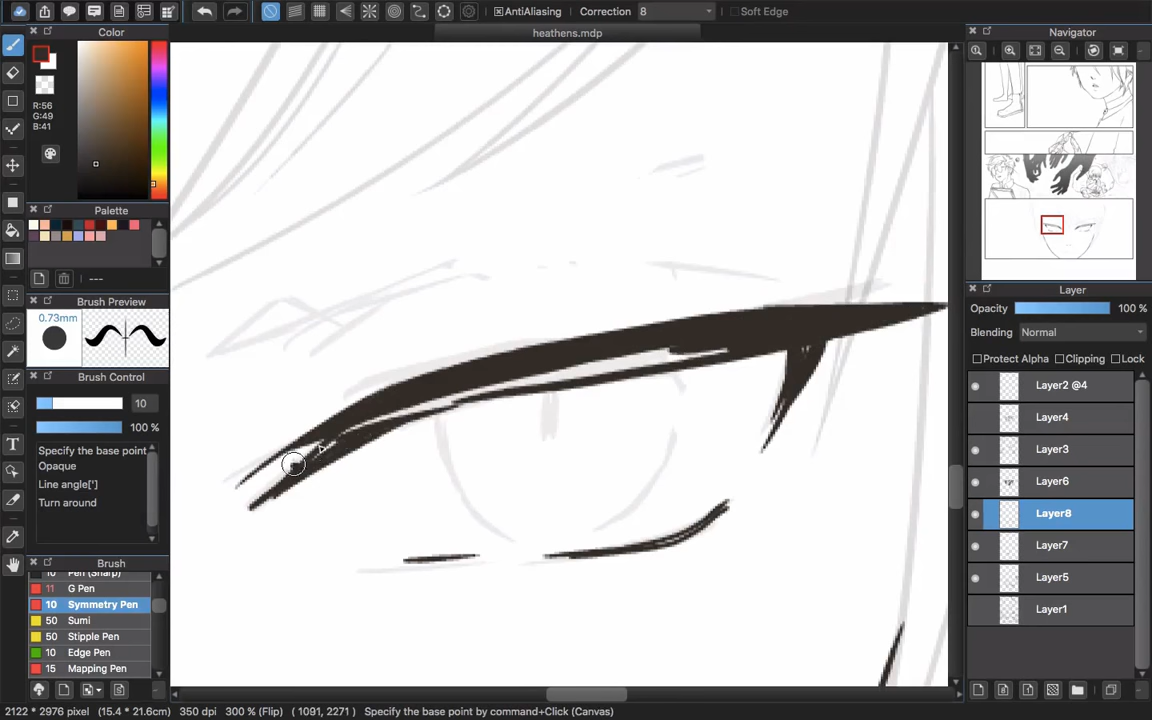 AntiAliasing Correction 8 Soft Edge
heathens.mdp
Color
R:56
G:49
B:41
Palette
---
Brush Preview
0.73mm
Brush Control
10
100 %
Specify the base point
Opaque
Line angle[']
Turn around
Brush
10 Pen (Sharp)
11 G Pen
10 Symmetry Pen
50 Sumi
50 Stipple Pen
10 Edge Pen
15 Mapping Pen
Navigator
Layer
Opacity 100 %
Blending Normal
Protect Alpha Clipping Lock
Layer2 @4
Layer4
Layer3
Layer6
Layer8
Layer7
Layer5
Layer1
2122 * 2976 pixel (15.4 * 21.6cm) 350 dpi 300 % (Flip) ( 1091, 2271 ) Specify the base point by command+Click (Canvas)